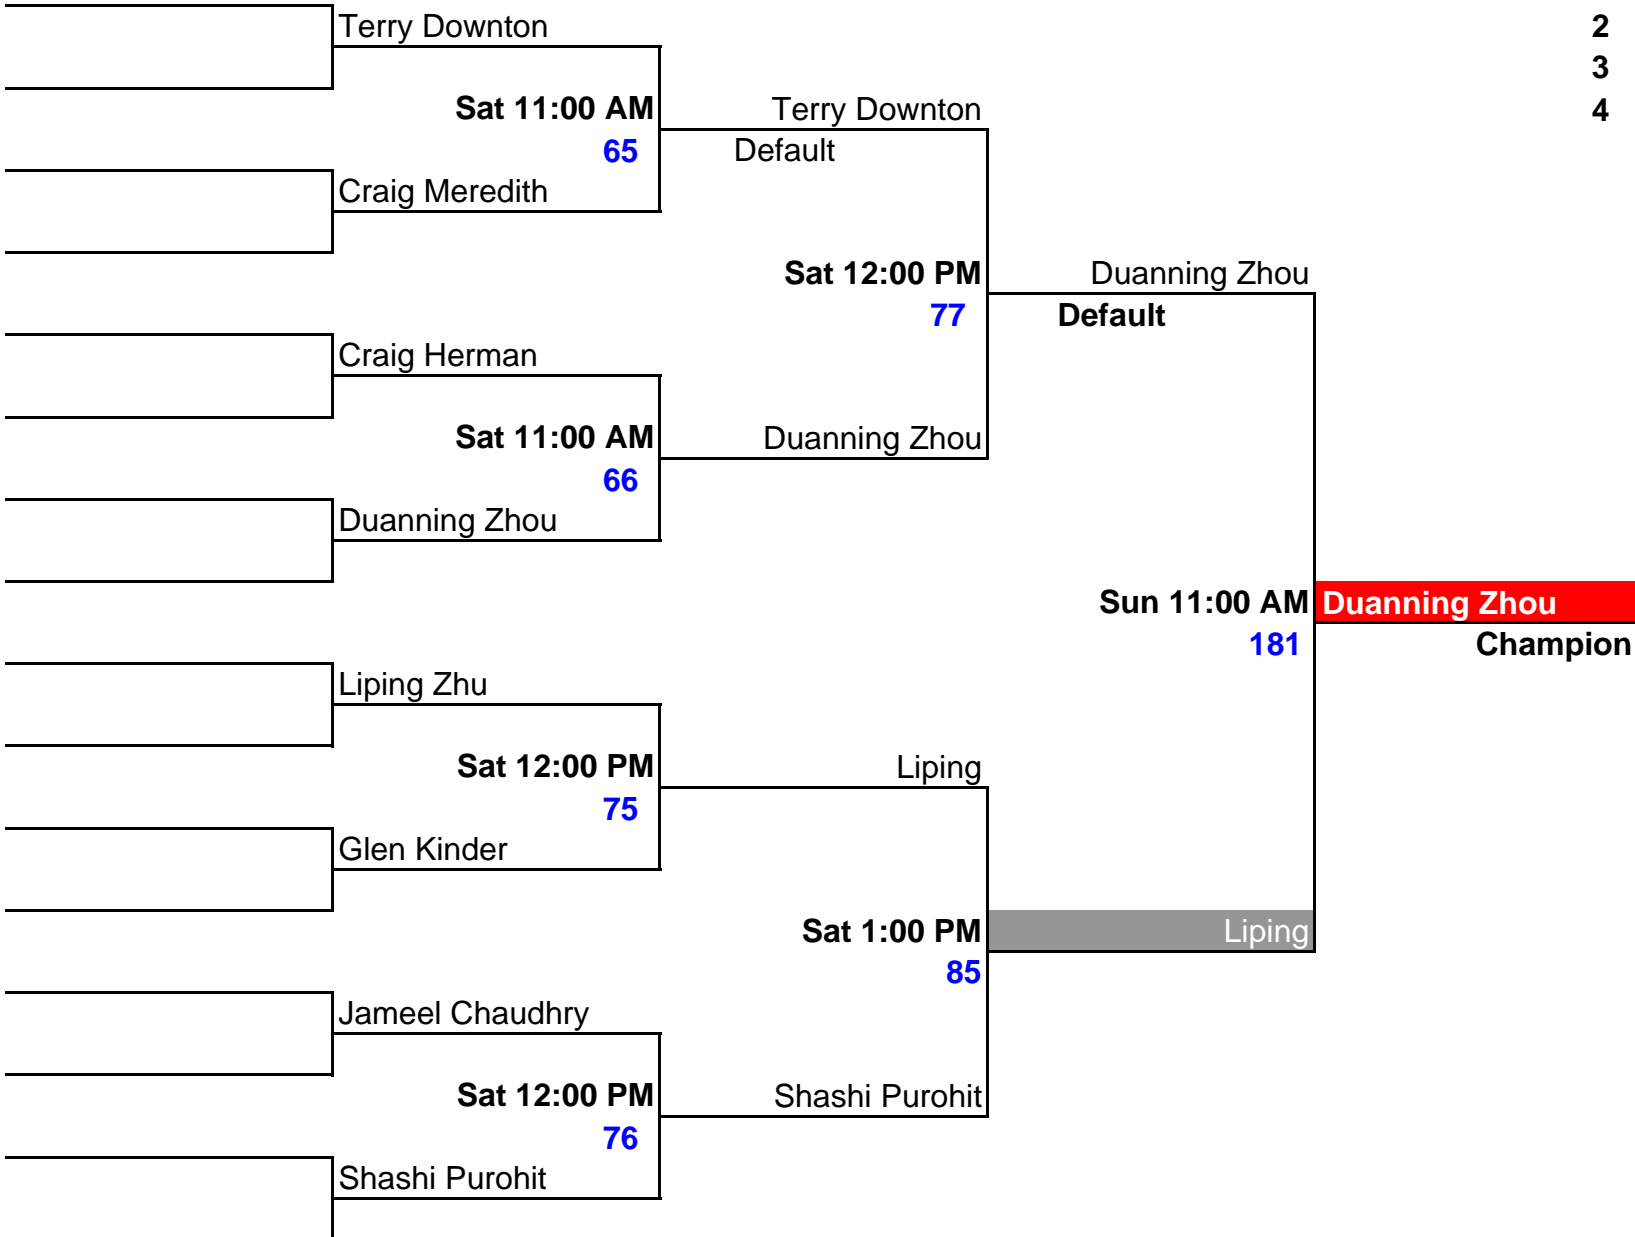 Terry Downton
2
3
Sat 11:00 AM
Terry Downton
4
65
Default
Craig Meredith
Sat 12:00 PM
Duanning Zhou
77
Default
Craig Herman
Sat 11:00 AM
Duanning Zhou
66
Duanning Zhou
Sun 11:00 AM
Duanning Zhou
181
Champion
Liping Zhu
Sat 12:00 PM
Liping
75
Glen Kinder
Sat 1:00 PM
Liping
85
Jameel Chaudhry
Sat 12:00 PM
Shashi Purohit
76
Shashi Purohit